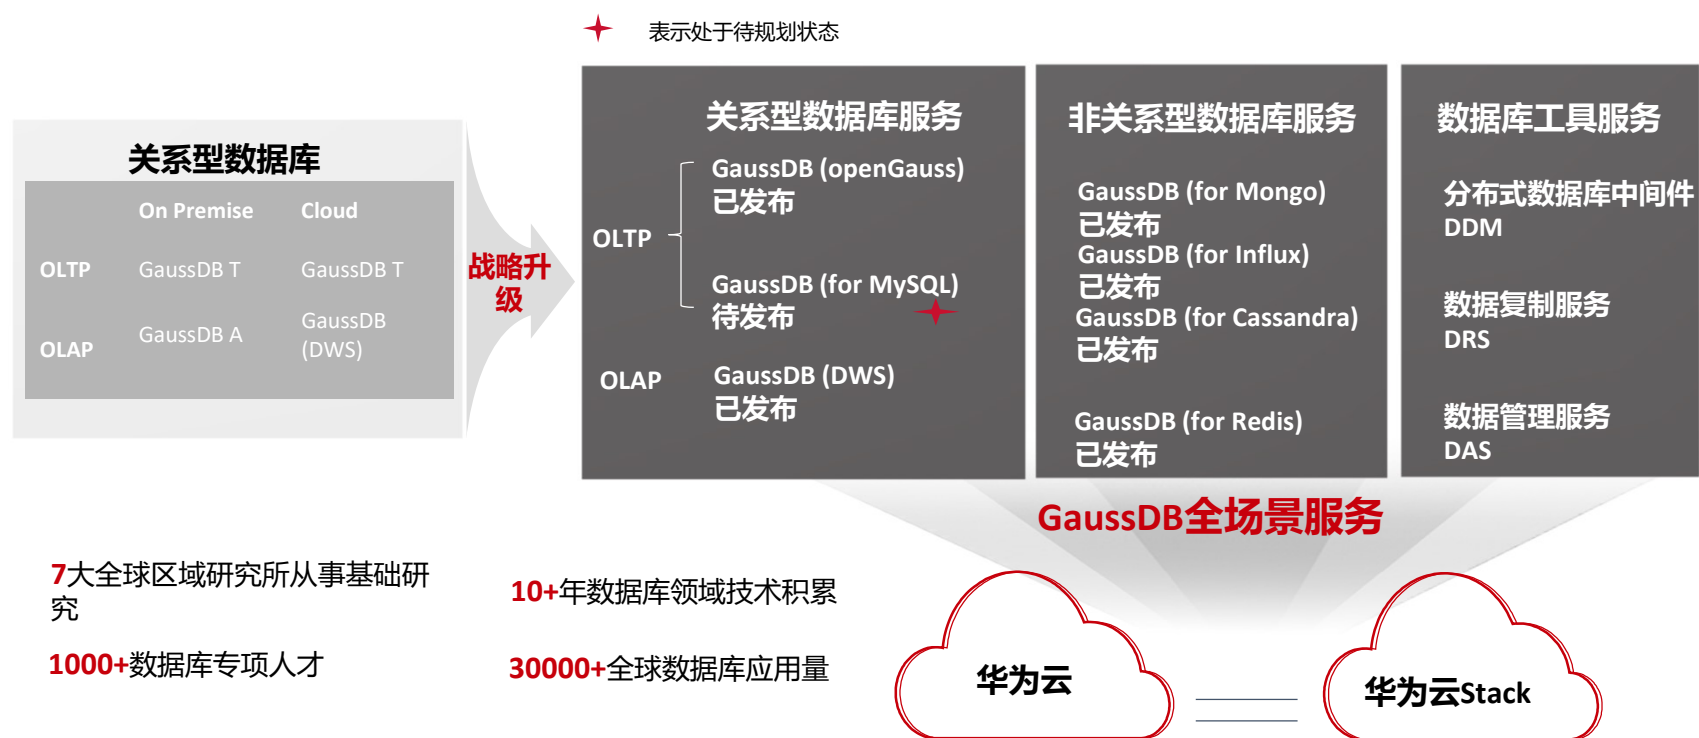 表示处于待规划状态
关系型数据库
On Premise Cloud
OLTP GaussDB T GaussDB T
OLAP GaussDB A GaussDB
(DWS)
战略升
级
关系型数据库服务
OLTP
GaussDB (openGauss)
已发布
GaussDB (for MySQL)
待发布
OLAP GaussDB (DWS)
已发布
非关系型数据库服务
GaussDB (for Mongo)
已发布
GaussDB (for Influx)
已发布
GaussDB (for Cassandra)
已发布
GaussDB (for Redis)
已发布
数据库工具服务
分布式数据库中间件
DDM
数据复制服务
DRS
数据管理服务
DAS
GaussDB全场景服务
7大全球区域研究所从事基础研
究
1000+数据库专项人才
10+年数据库领域技术积累
30000+全球数据库应用量
华为云
华为云Stack